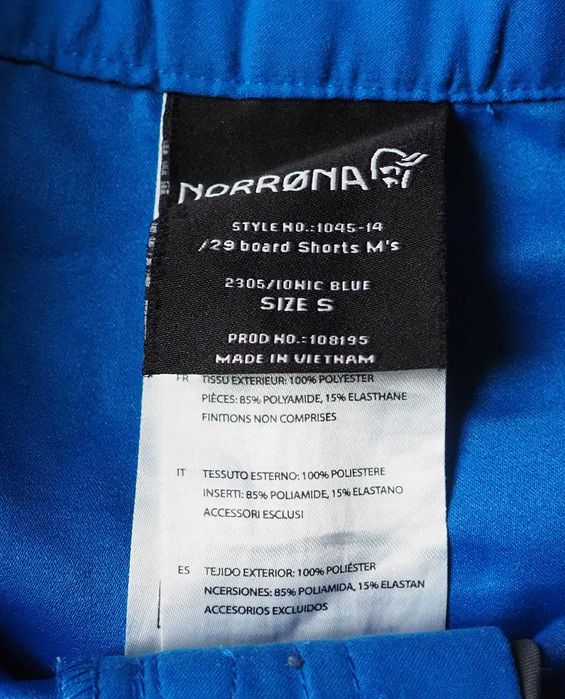 NORRØNA
STYLE NO.:1045-14
/29 board Shorts M's
2305/IONIC BLUE
SIZE S
PROD NO.:108195
MADE IN VIETNAM
FR TISSU EXTERIEUR: 100% POLYESTER
PIÈCES: 85% POLYAMIDE, 15% ELASTHANE
FINITIONS NON COMPRISES
IT TESSUTO ESTERNO: 100% POLIESTERE
INSERTI: 85% POLIAMIDE, 15% ELASTANO
ACCESSORI ESCLUSI
ES TEJIDO EXTERIOR: 100% POLIÉSTER
NCERSIONES: 85% POLIAMIDA, 15% ELASTAN
ACCESORIOS EXCLUIDOS